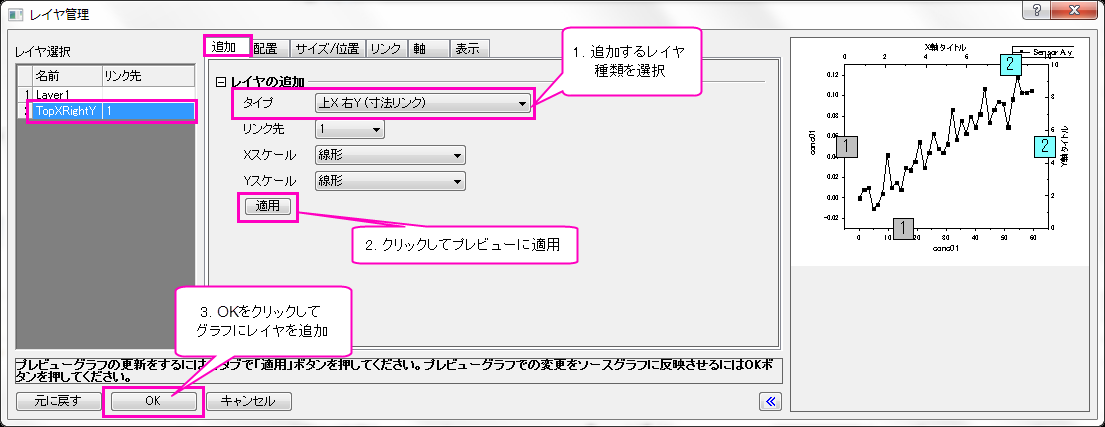 レイヤ管理
?
レイヤ選択
名前 リンク先
1 Layer1
TopXRightY 1
追加 配置 サイズ/位置 リンク 軸 表示
レイヤの追加
タイプ 上X 右Y (寸法リンク)
リンク先 1
Xスケール 線形
Yスケール 線形
適用
1. 追加するレイヤ
種類を選択
2. クリックしてプレビューに適用
3. OKをクリックして
グラフにレイヤを追加
プレビューグラフの更新をするには タブで「適用」ボタンを押してください。プレビューグラフでの変更をソースグラフに反映させるにはOKボ
タンを押してください。
元に戻す OK キャンセル
X軸タイトル
0 2 4 6 8 10
2
0.12
0.10
0.08
0.06
0.04
0.02
0.00
-0.02
conc01
1
10
8
6
4
2
0
2
Y軸タイトル
1
0 10 20 30 40 50 60
conc01